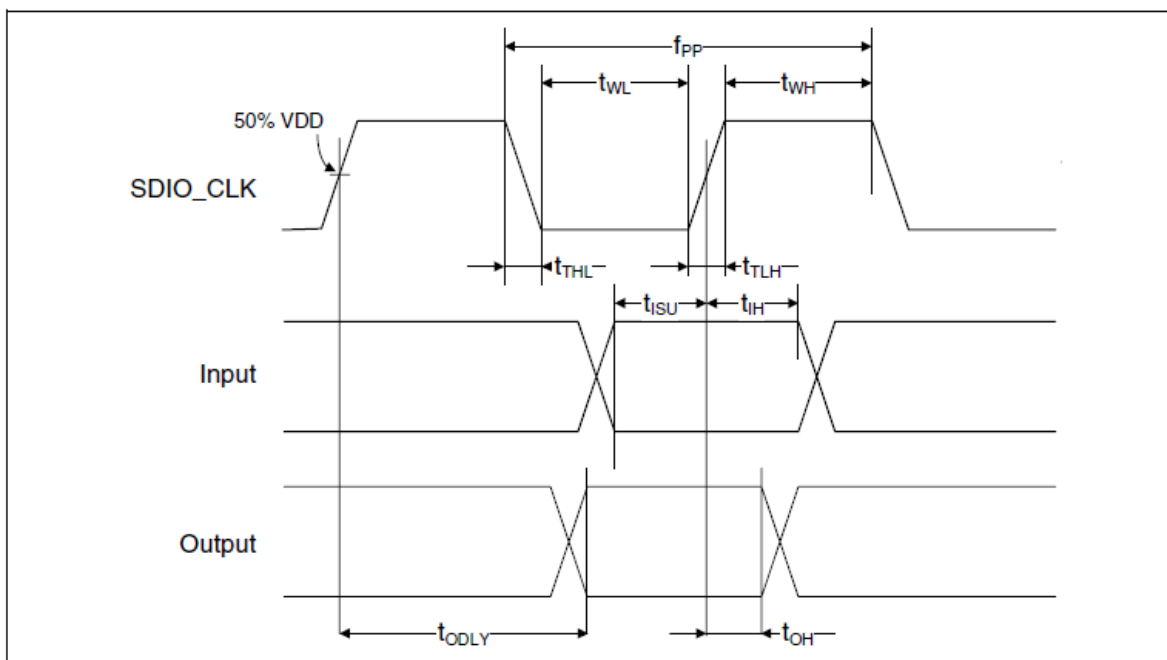 fPP
tWL
tWH
50% VDD
SDIO_CLK
tTHL
tTLH
tISU
tIH
Input
Output
tODLY
tOH